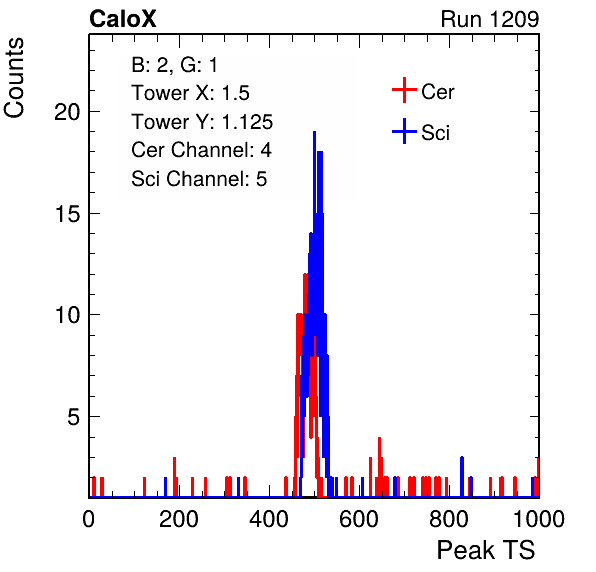 CaloX Run 1209
Counts
B: 2, G: 1
Tower X: 1.5
Tower Y: 1.125
Cer Channel: 4
Sci Channel: 5
Cer
Sci
20
15
10
5
0 200 400 600 800 1000
Peak TS